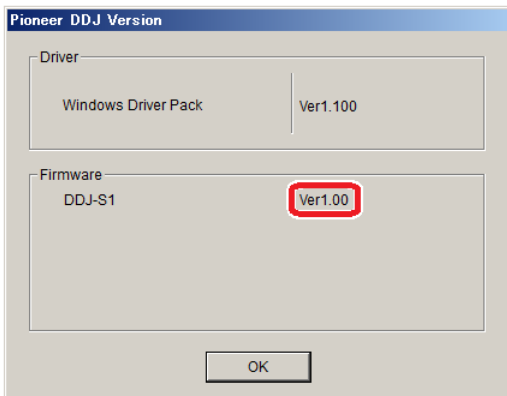 Pioneer DDJ Version
Driver
Windows Driver Pack Ver1.100
Firmware
DDJ-S1 Ver1.00
OK